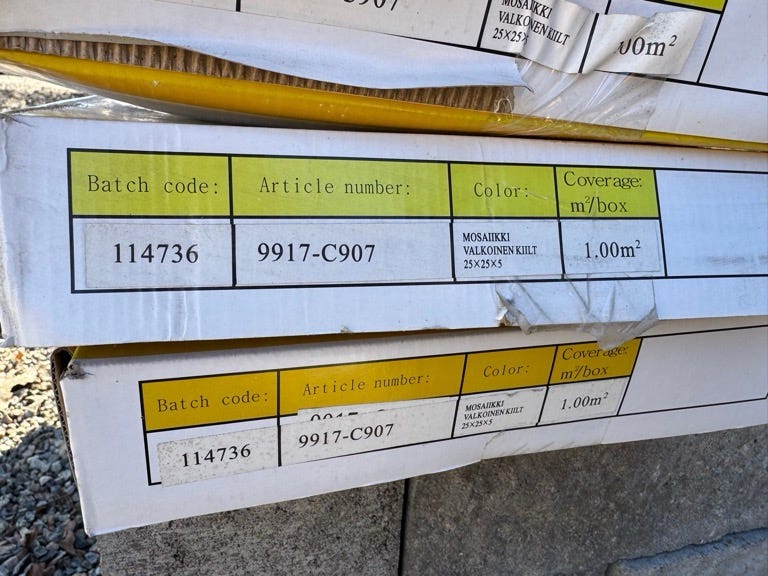 MOSAIIKKI
VALKOINEN KIILT
25×25×
00m²
Batch code: Article number: Color: Coverage: m²/box
114736 9917-C907 MOSAIIKKI
VALKOINEN KIILT
25×25×5
1.00m²
Batch code: Article number: Color: Coverage: m²/box
114736 9917-C907 MOSAIIKKI
VALKOINEN KIILT
25×25×5
1.00m²